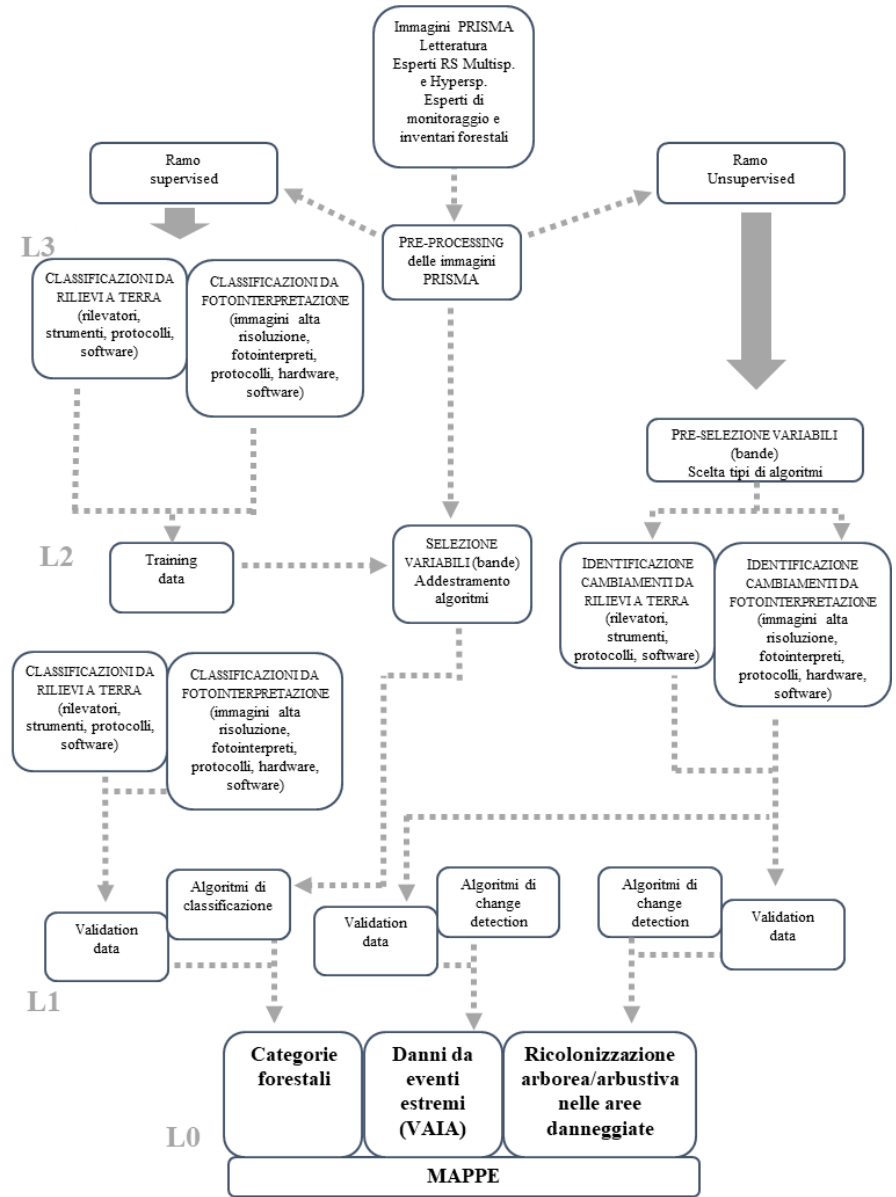 Immagini PRISMA
Letteratura
Esperti RS Multisp.
e Hypersp.
Esperti di
monitoraggio e
inventari forestali
Ramo
supervised
Ramo
Unsupervised
L3
PRE-PROCESSING
delle immagini
PRISMA
CLASSIFICAZIONI DA
RILIEVI A TERRA
(rilevatori,
strumenti, protocolli,
software)
CLASSIFICAZIONI DA
FOTOINTERPRETAZIONE
(immagini alta
risoluzione,
fotointerpreti,
protocolli, hardware,
software)
PRE-SELEZIONE VARIABILI
(bande)
Scelta tipi di algoritmi
L2
Training
data
SELEZIONE
VARIABILI (bande)
Addestramento
algoritmi
IDENTIFICAZIONE
CAMBIAMENTI DA
RILIEVI A TERRA
(rilevatori,
strumenti,
protocolli, software)
IDENTIFICAZIONE
CAMBIAMENTI DA
FOTOINTERPRETAZIONE
(immagini alta
risoluzione,
fotointerpreti,
protocolli, hardware,
software)
CLASSIFICAZIONI DA
RILIEVI A TERRA
(rilevatori,
strumenti, protocolli,
software)
CLASSIFICAZIONI DA
FOTOINTERPRETAZIONE
(immagini alta
risoluzione,
fotointerpreti,
protocolli, hardware,
software)
Validation
data
Algoritmi di
classificazione
Validation
data
Algoritmi di
change
detection
Algoritmi di
change
detection
Validation
data
L1
Categorie
forestali
Danni da
eventi
estremi
(VAIA)
Ricolonizzazione
arborea/arbustiva
nelle aree
danneggiate
L0
MAPPE